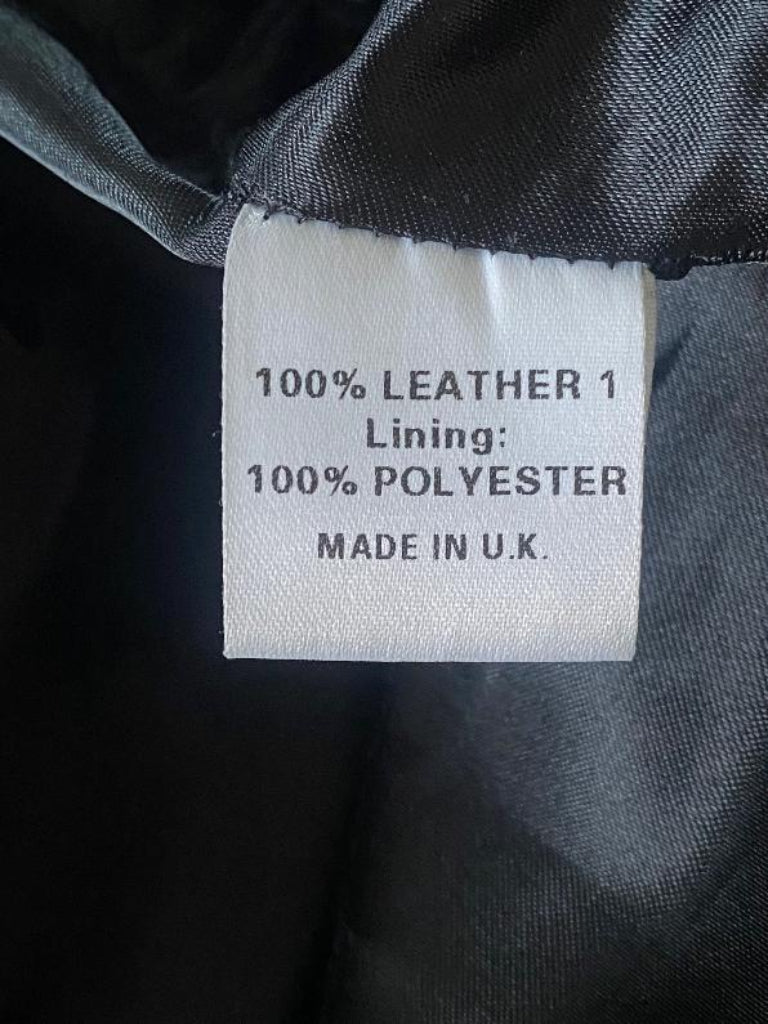 100% LEATHER 1
Lining:
100% POLYESTER
MADE IN U.K.